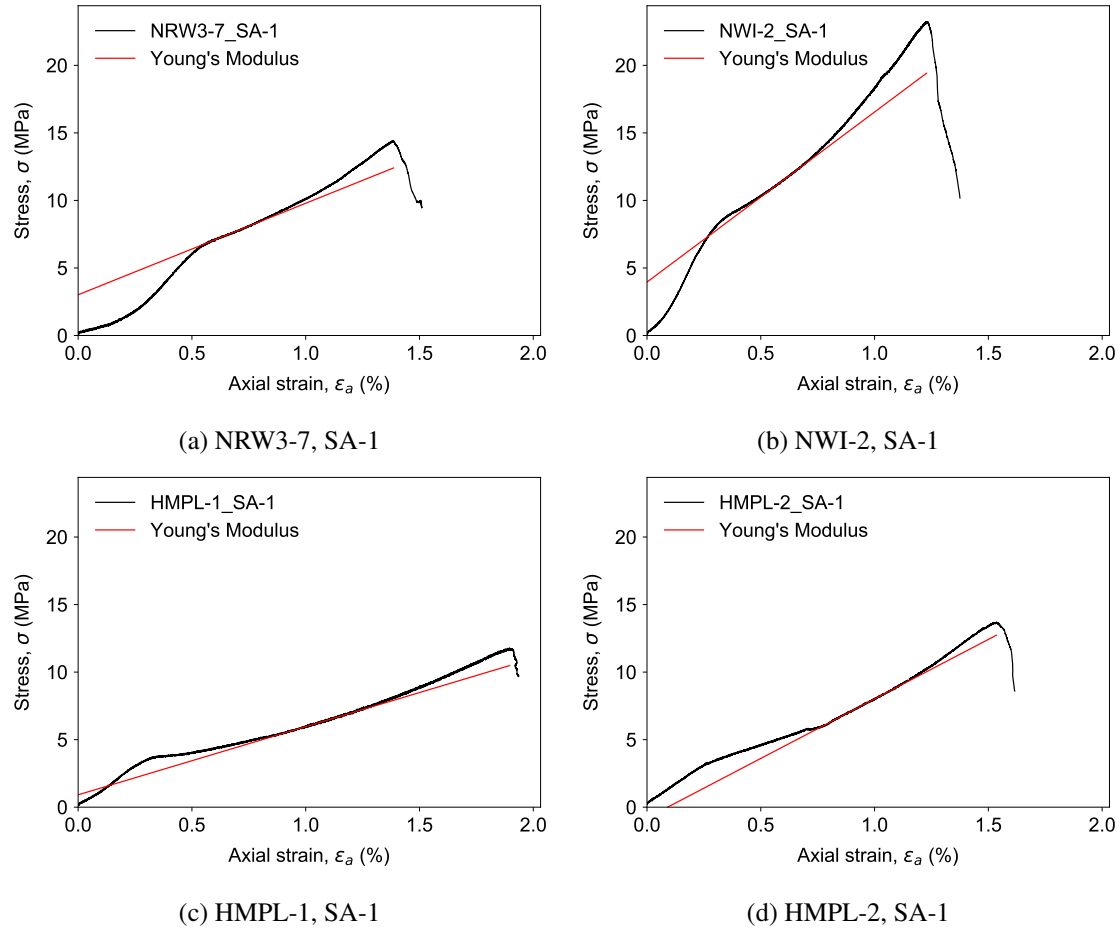 NRW3-7_SA-1
Young's Modulus
20
15
10
5
0
0.0 0.5 1.0 1.5 2.0
Stress, σ (MPa)
Axial strain, εₐ (%)
(a) NRW3-7, SA-1
NWI-2_SA-1
Young's Modulus
20
15
10
5
0
0.0 0.5 1.0 1.5 2.0
Stress, σ (MPa)
Axial strain, εₐ (%)
(b) NWI-2, SA-1
HMPL-1_SA-1
Young's Modulus
20
15
10
5
0
0.0 0.5 1.0 1.5 2.0
Stress, σ (MPa)
Axial strain, εₐ (%)
(c) HMPL-1, SA-1
HMPL-2_SA-1
Young's Modulus
20
15
10
5
0
0.0 0.5 1.0 1.5 2.0
Stress, σ (MPa)
Axial strain, εₐ (%)
(d) HMPL-2, SA-1